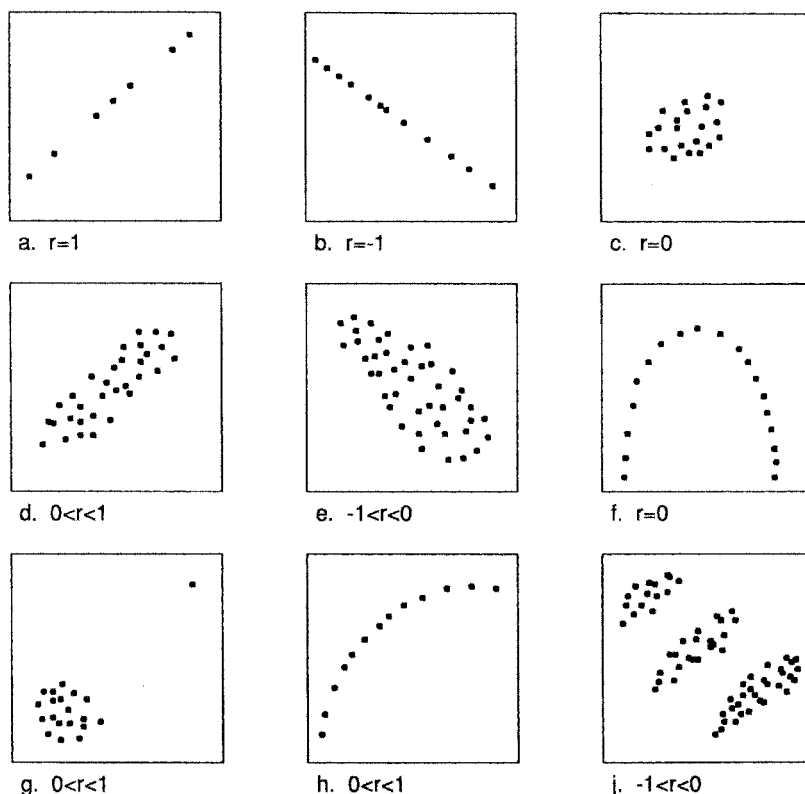 a. r=1
b. r=-1
c. r=0
d. 0<r<1
e. -1<r<0
f. r=0
g. 0<r<1
h. 0<r<1
j. -1<r<0